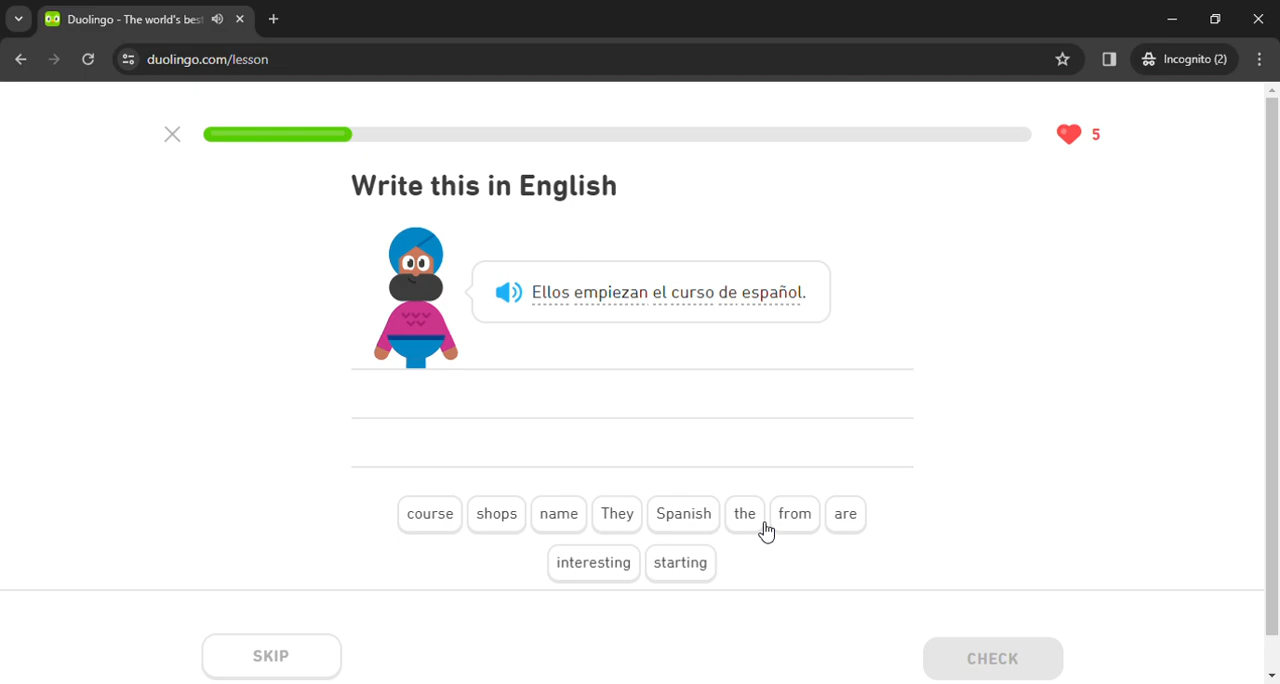 Duolingo - The world's bes
duolingo.com/lesson
Incognito (2)
5
Write this in English
Ellos empiezan el curso de español.
course shops name They Spanish the from are
interesting starting
SKIP
CHECK